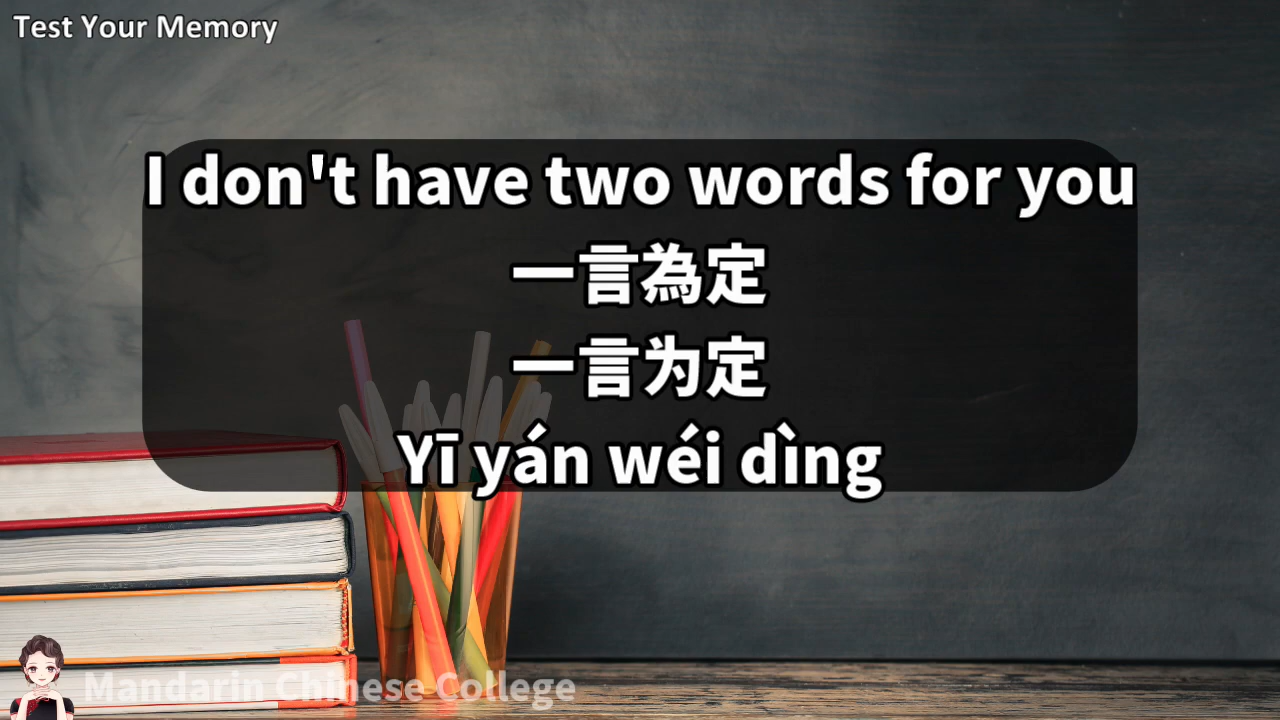 Test Your Memory
I don't have two words for you
一言為定
一言为定
Yī yán wéi dìng
Mandarin Chinese College